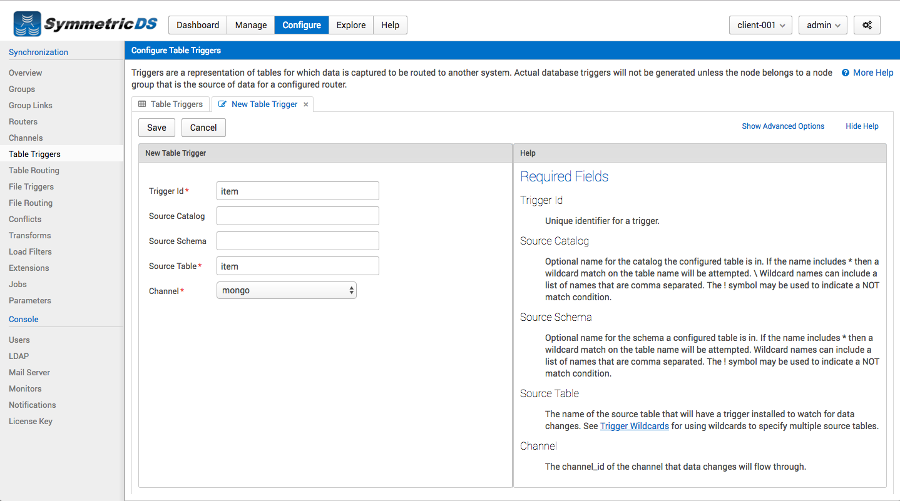 SymmetricDS
Dashboard Manage Configure Explore Help
client-001 admin
Synchronization
Overview
Groups
Group Links
Routers
Channels
Table Triggers
Table Routing
File Triggers
File Routing
Conflicts
Transforms
Load Filters
Extensions
Jobs
Parameters
Console
Users
LDAP
Mail Server
Monitors
Notifications
License Key
Configure Table Triggers
Triggers are a representation of tables for which data is captured to be routed to another system. Actual database triggers will not be generated unless the node belongs to a node
group that is the source of data for a configured router.
? More Help
Table Triggers New Table Trigger ×
Save Cancel
Show Advanced Options Hide Help
New Table Trigger
Trigger Id* item
Source Catalog
Source Schema
Source Table* item
Channel* mongo
Help
Required Fields
Trigger Id
Unique identifier for a trigger.
Source Catalog
Optional name for the catalog the configured table is in. If the name includes * then a
wildcard match on the table name will be attempted. \ Wildcard names can include a
list of names that are comma separated. The ! symbol may be used to indicate a NOT
match condition.
Source Schema
Optional name for the schema a configured table is in. If the name includes * then a
wildcard match on the table name will be attempted. Wildcard names can include a
list of names that are comma separated. The ! symbol may be used to indicate a NOT
match condition.
Source Table
The name of the source table that will have a trigger installed to watch for data
changes. See Trigger Wildcards for using wildcards to specify multiple source tables.
Channel
The channel_id of the channel that data changes will flow through.